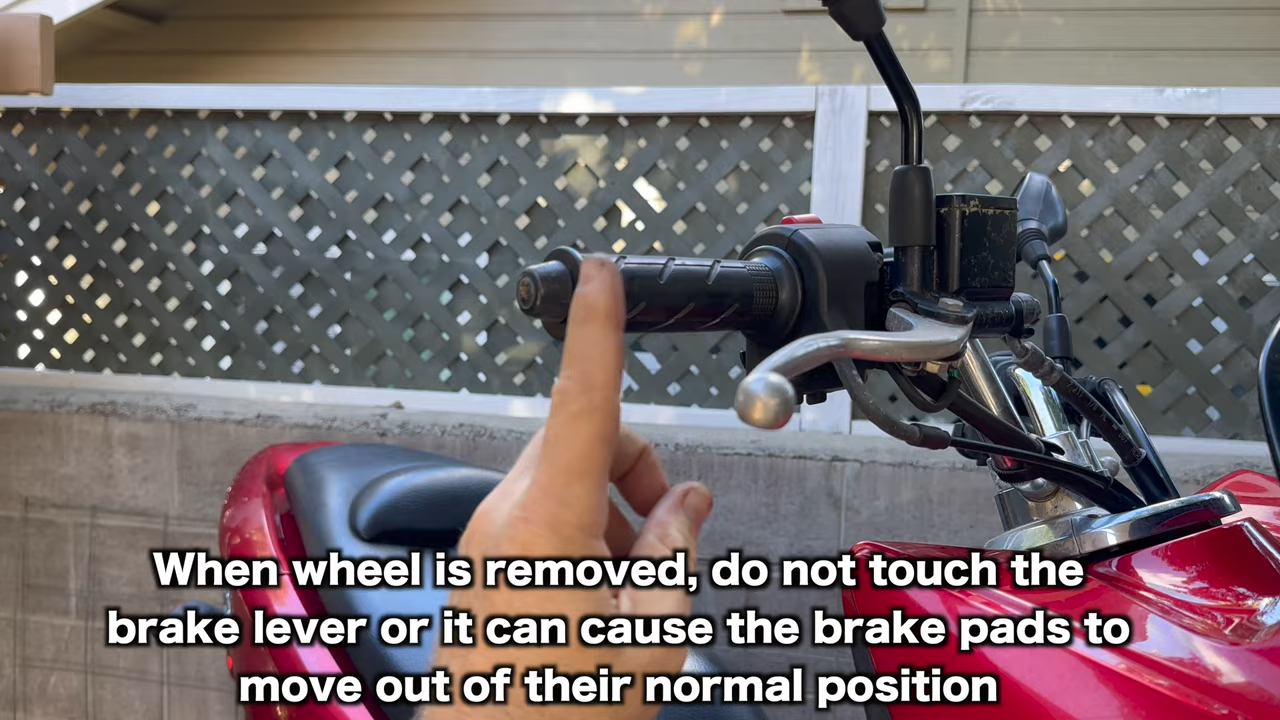 When wheel is removed, do not touch the
brake lever or it can cause the brake pads to
move out of their normal position